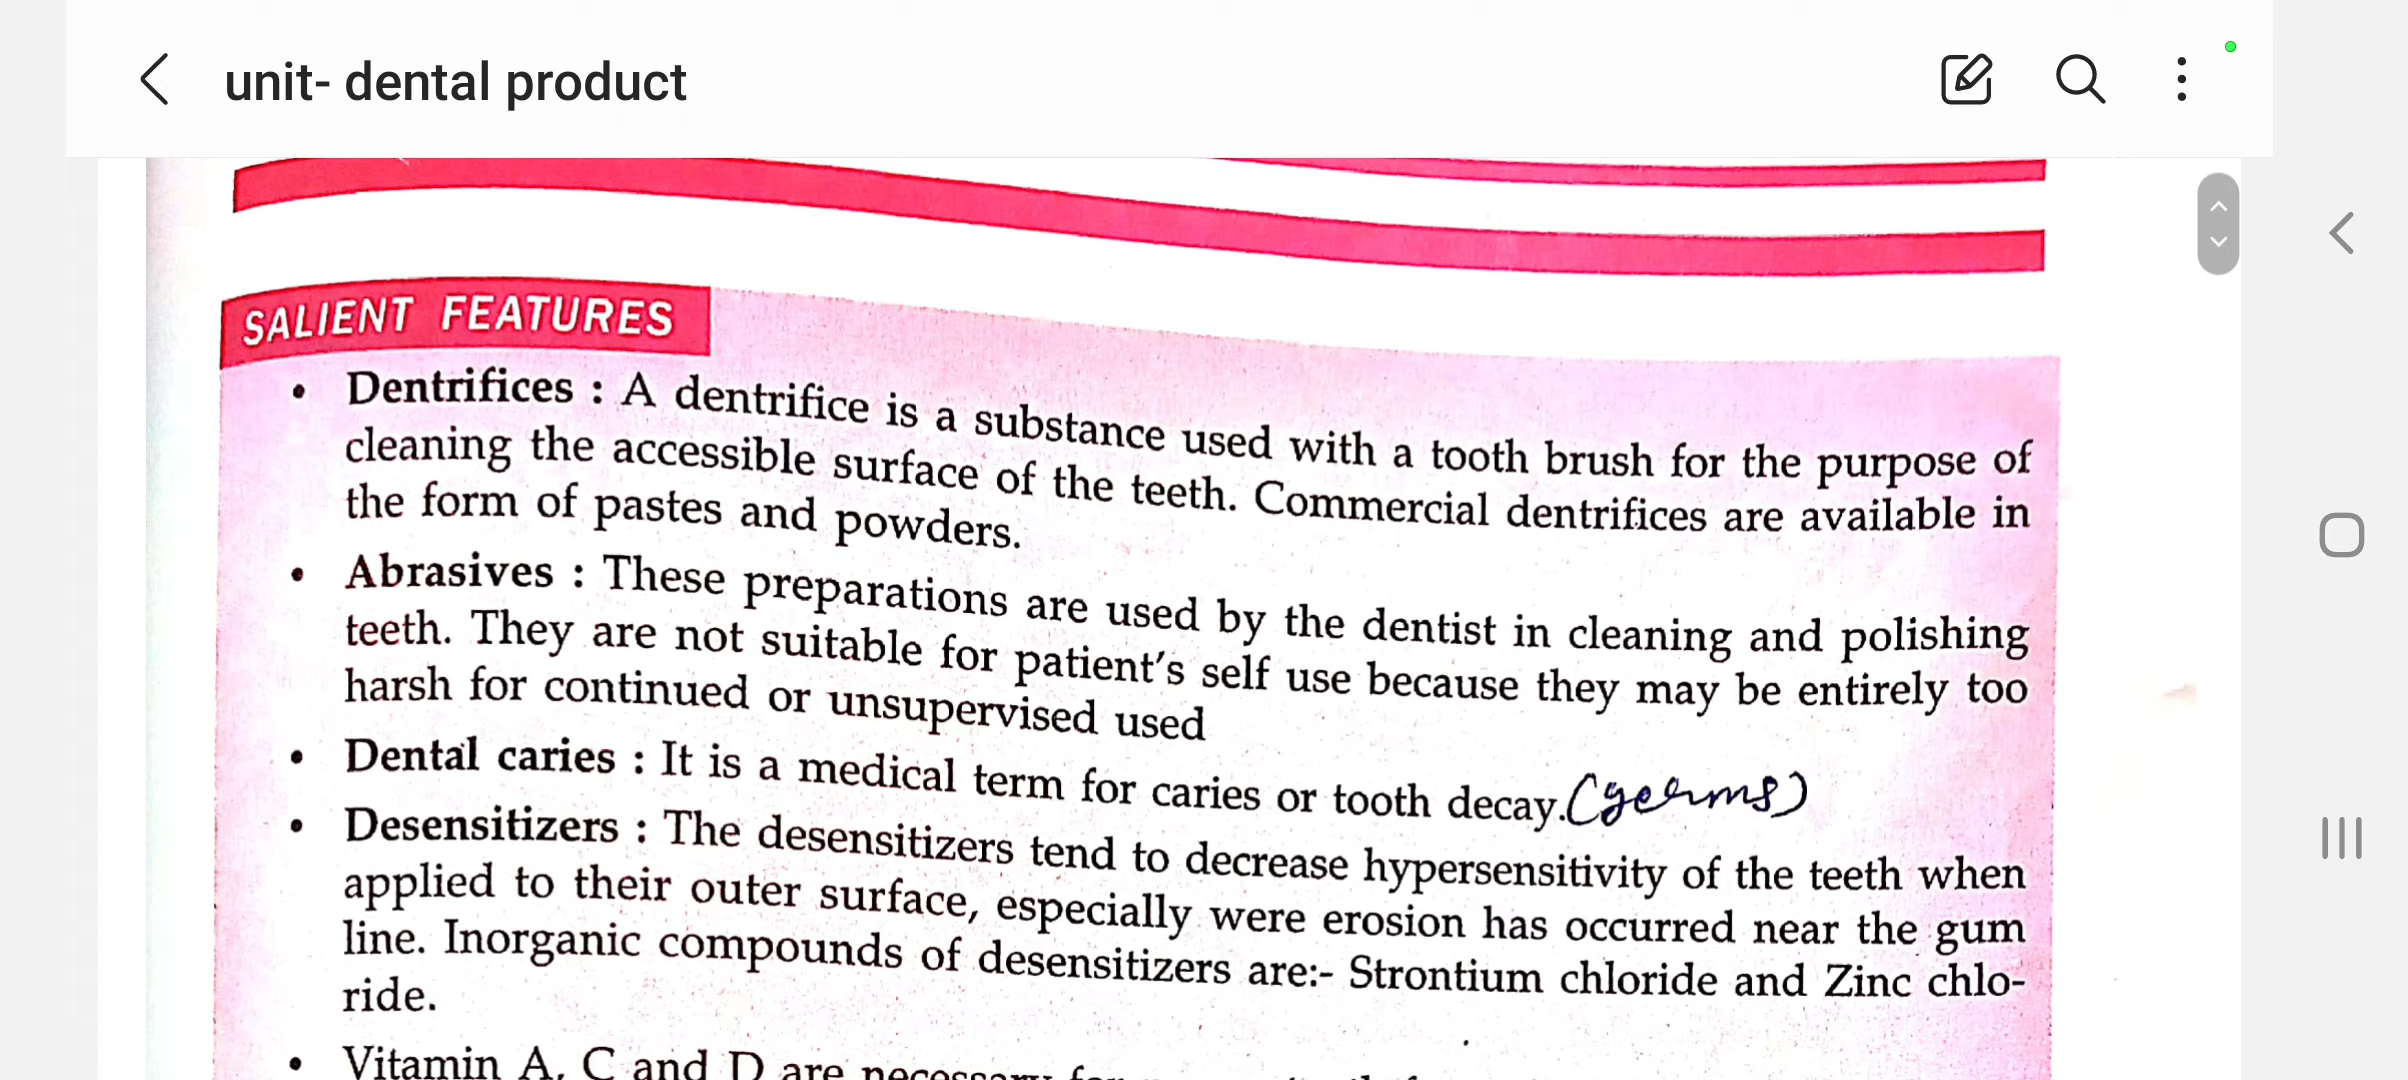 unit- dental product
SALIENT FEATURES
• Dentrifices : A dentrifice is a substance used with a tooth brush for the purpose of
cleaning the accessible surface of the teeth. Commercial dentrifices are available in
the form of pastes and powders.
• Abrasives : These preparations are used by the dentist in cleaning and polishing
teeth. They are not suitable for patient's self use because they may be entirely too
harsh for continued or unsupervised used
• Dental caries : It is a medical term for caries or tooth decay. (germs)
• Desensitizers : The desensitizers tend to decrease hypersensitivity of the teeth when
applied to their outer surface, especially were erosion has occurred near the gum
line. Inorganic compounds of desensitizers are:- Strontium chloride and Zinc chlo-
ride.
• Vitamin A, C and D are necessary